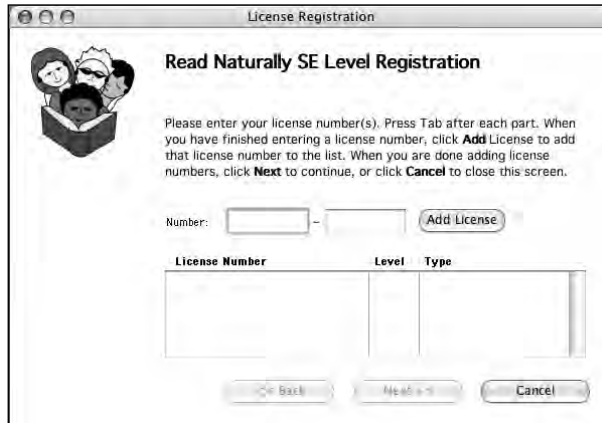 License Registration
Read Naturally SE Level Registration
Please enter your license number(s). Press Tab after each part. When
you have finished entering a license number, click Add License to add
that license number to the list. When you are done adding license
numbers, click Next to continue, or click Cancel to close this screen.
Number: - Add License
License Number Level Type
Back Next Cancel